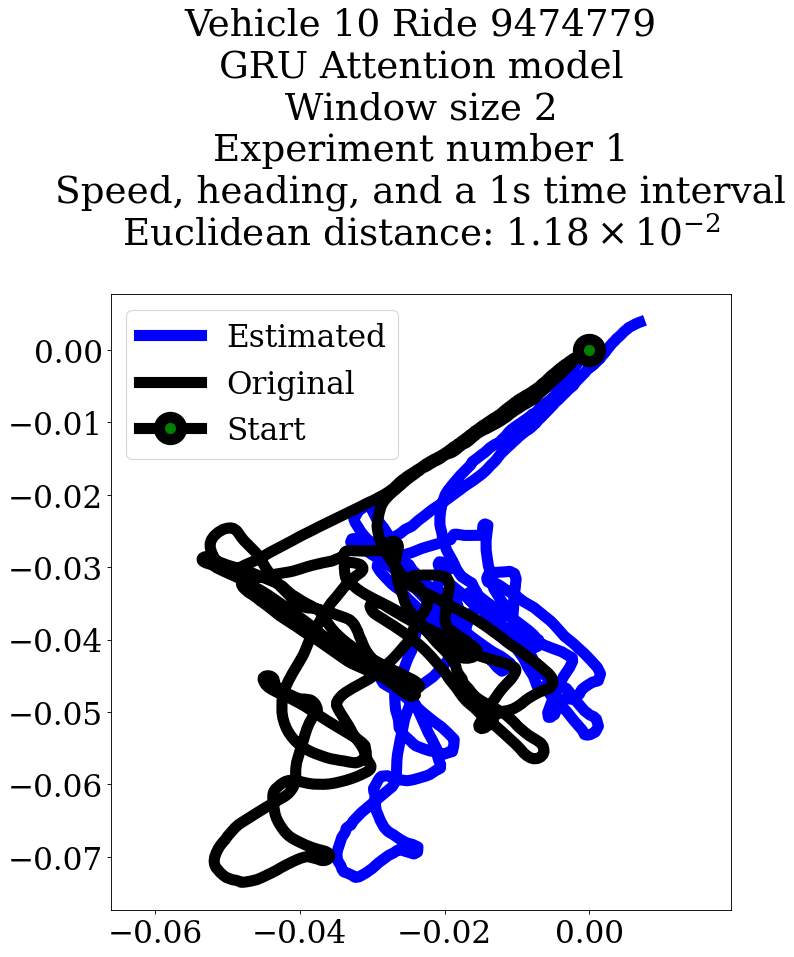 Vehicle 10 Ride 9474779
GRU Attention model
Window size 2
Experiment number 1
Speed, heading, and a 1s time interval
Euclidean distance: 1.18 × 10⁻²
Estimated
Original
Start
0.00
−0.01
−0.02
−0.03
−0.04
−0.05
−0.06
−0.07
−0.06 −0.04 −0.02 0.00